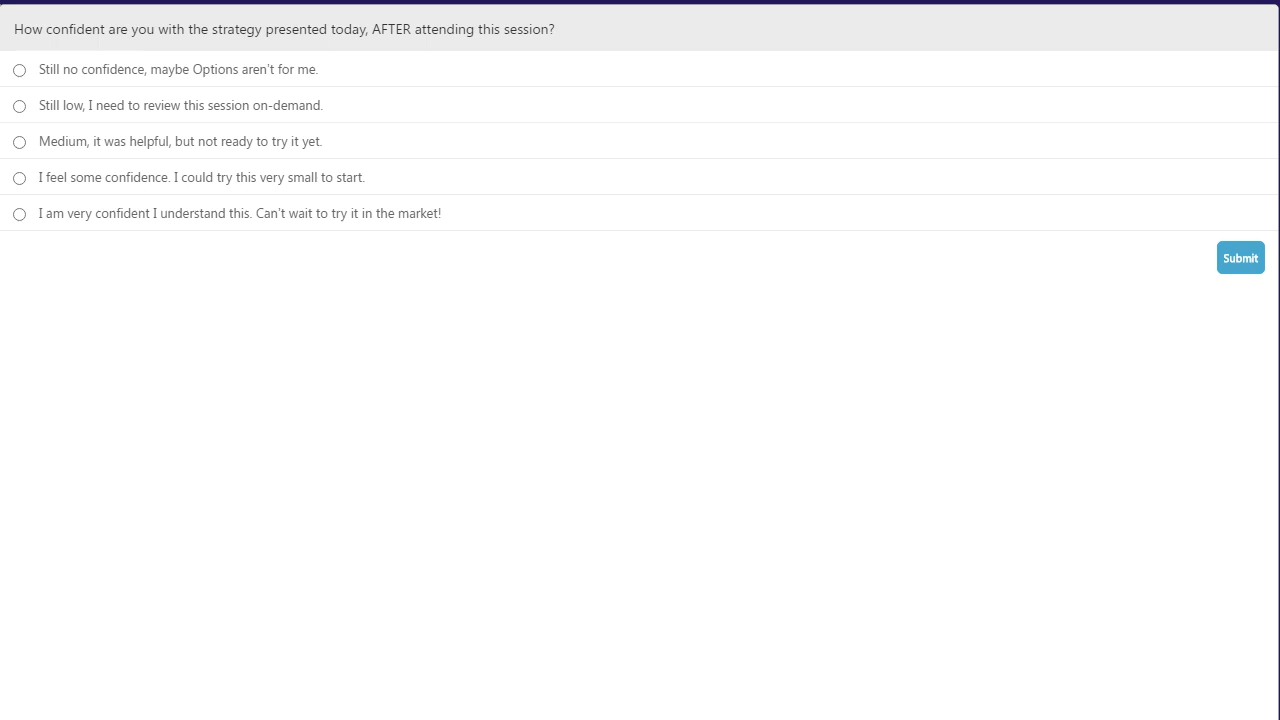 How confident are you with the strategy presented today, AFTER attending this session?
Still no confidence, maybe Options aren't for me.
Still low, I need to review this session on-demand.
Medium, it was helpful, but not ready to try it yet.
I feel some confidence. I could try this very small to start.
I am very confident I understand this. Can't wait to try it in the market!
Submit